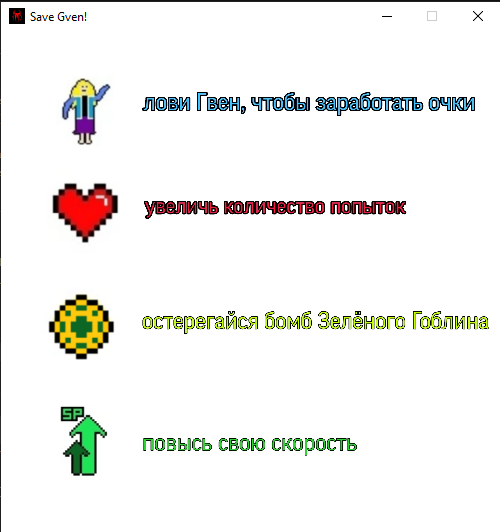 Save Gven!
лови Гвен, чтобы заработать очки
увеличь количество попыток
остерегайся бомб Зелёного Гоблина
SP
повысь свою скорость